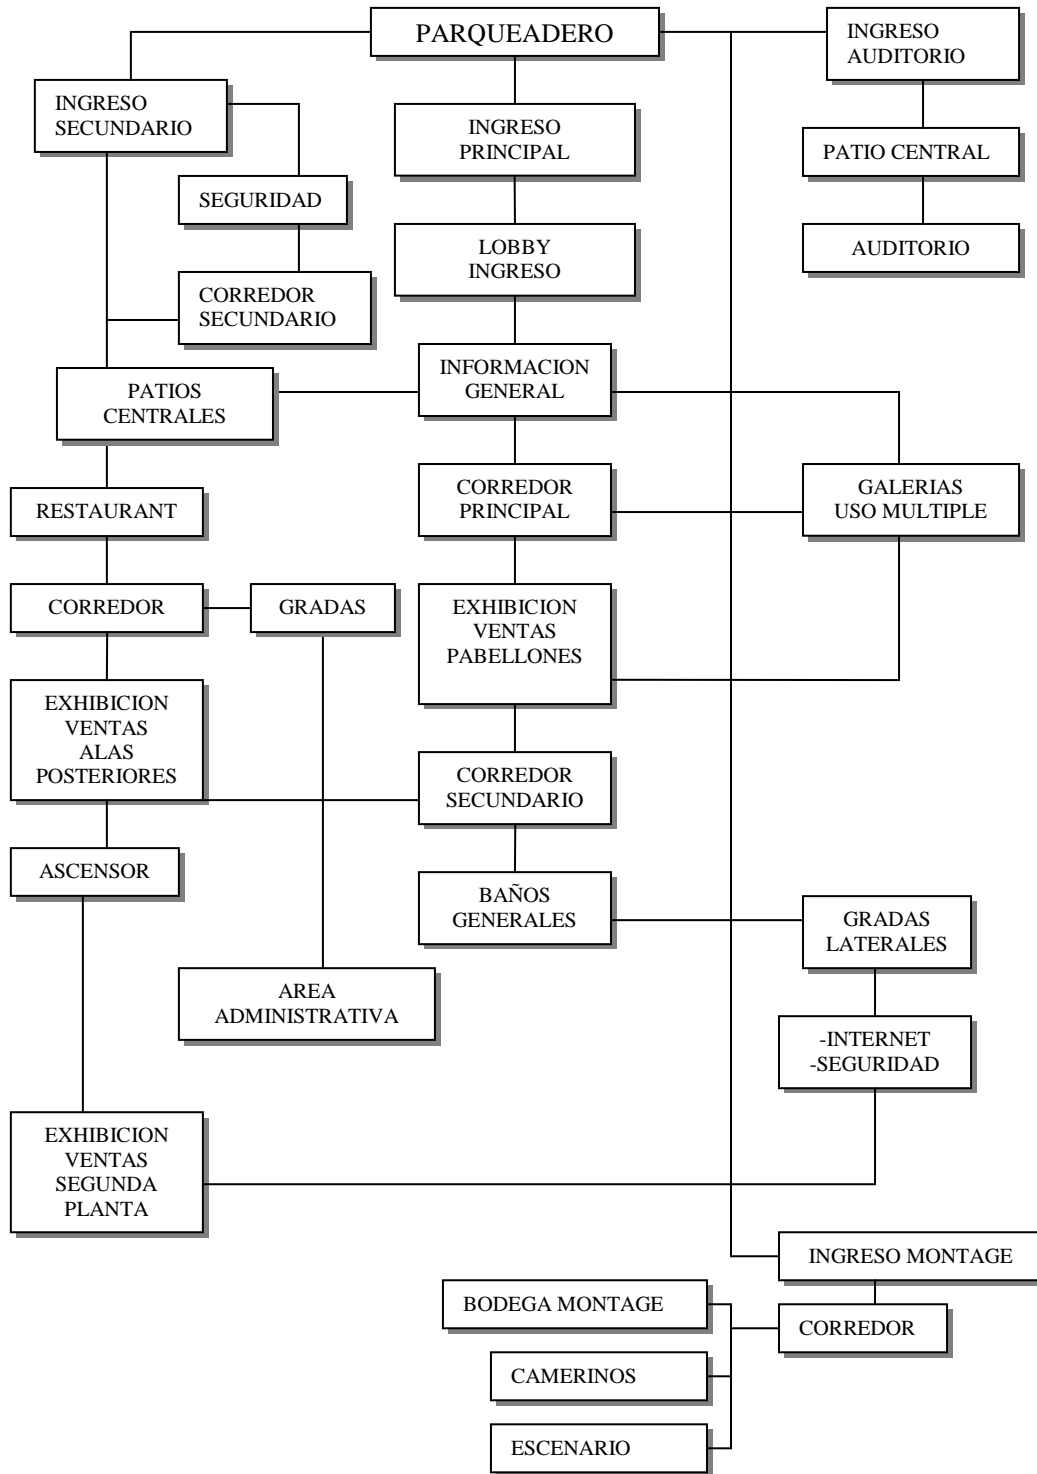 PARQUEADERO
INGRESO
AUDITORIO
INGRESO
SECUNDARIO
INGRESO
PRINCIPAL
PATIO CENTRAL
SEGURIDAD
LOBBY
INGRESO
AUDITORIO
CORREDOR
SECUNDARIO
INFORMACION
GENERAL
PATIOS
CENTRALES
CORREDOR
PRINCIPAL
GALERIAS
USO MULTIPLE
RESTAURANT
CORREDOR
GRADAS
EXHIBICION
VENTAS
PABELLONES
EXHIBICION
VENTAS
ALAS
POSTERIORES
CORREDOR
SECUNDARIO
ASCENSOR
BAÑOS
GENERALES
GRADAS
LATERALES
AREA
ADMINISTRATIVA
-INTERNET
-SEGURIDAD
EXHIBICION
VENTAS
SEGUNDA
PLANTA
INGRESO MONTAGE
BODEGA MONTAGE
CORREDOR
CAMERINOS
ESCENARIO